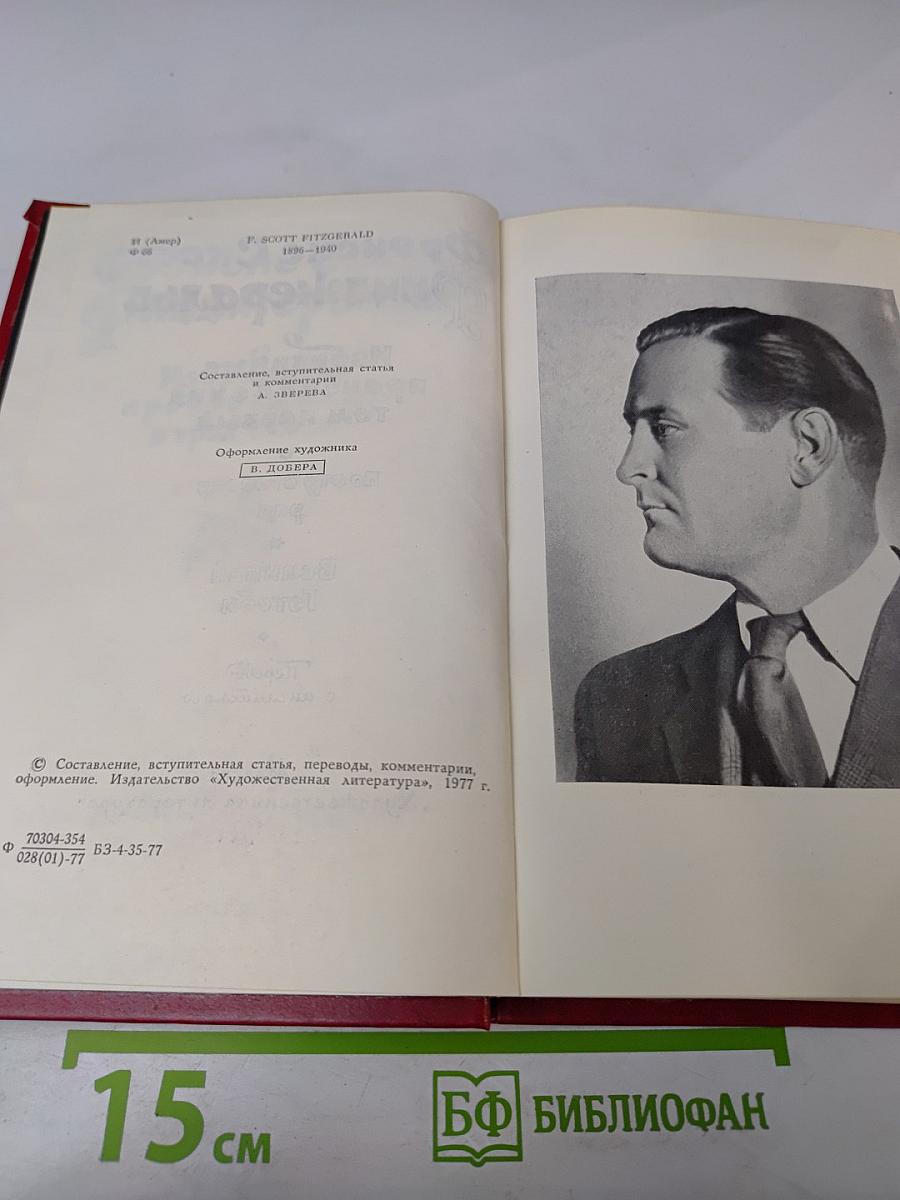 И (Амер)
Ф 66
F. SCOTT FITZGERALD
1896—1940
Составление, вступительная статья
и комментарии
А. ЗВЕРЕВА
Оформление художника
В. ДОБЕРА
© Составление, вступительная статья, переводы, комментарии,
оформление. Издательство «Художественная литература», 1977 г.
Ф 70304-354
028(01)-77 БЗ-4-35-77
15 см
БФ БИБЛИОФАН